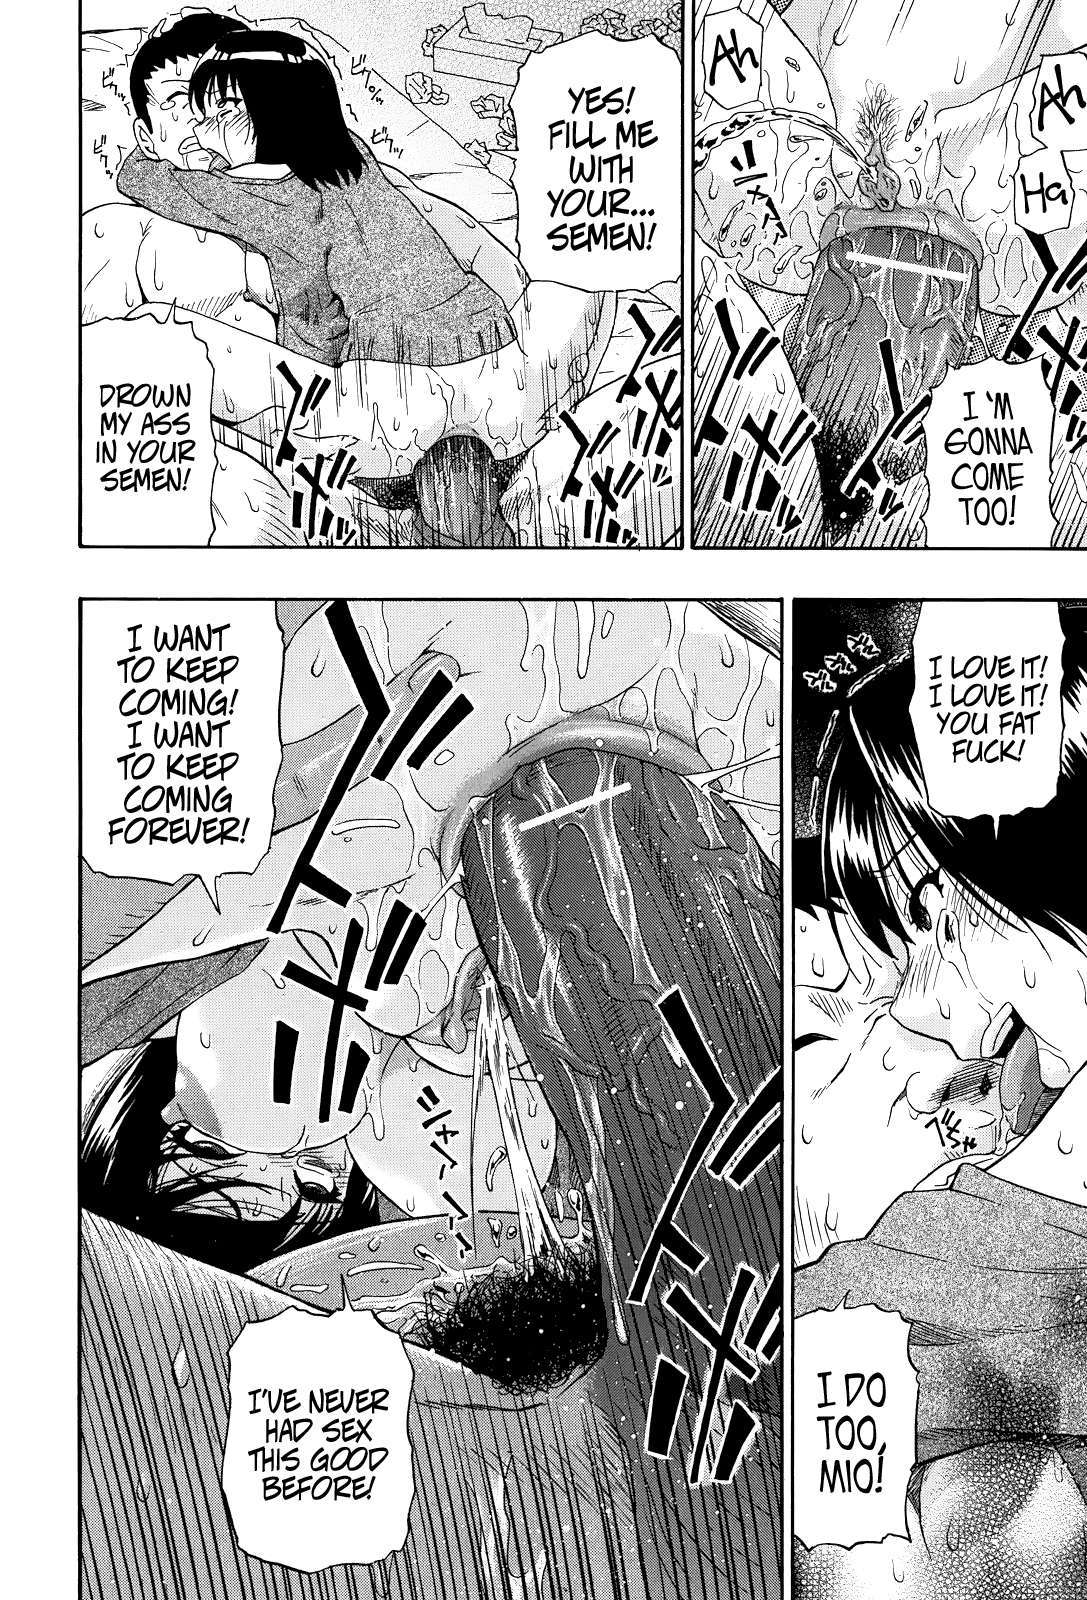 Ah
Ah
Ha
I 'M
GONNA
COME
TOO!
YES!
FILL ME
WITH
YOUR...
SEMEN!
DROWN
MY ASS
IN YOUR
SEMEN!
I LOVE IT!
I LOVE IT!
YOU FAT
FUCK!
I DO
TOO,
MIO!
I WANT
TO KEEP
COMING!
I WANT
TO KEEP
COMING
FOREVER!
I'VE NEVER
HAD SEX
THIS GOOD
BEFORE!